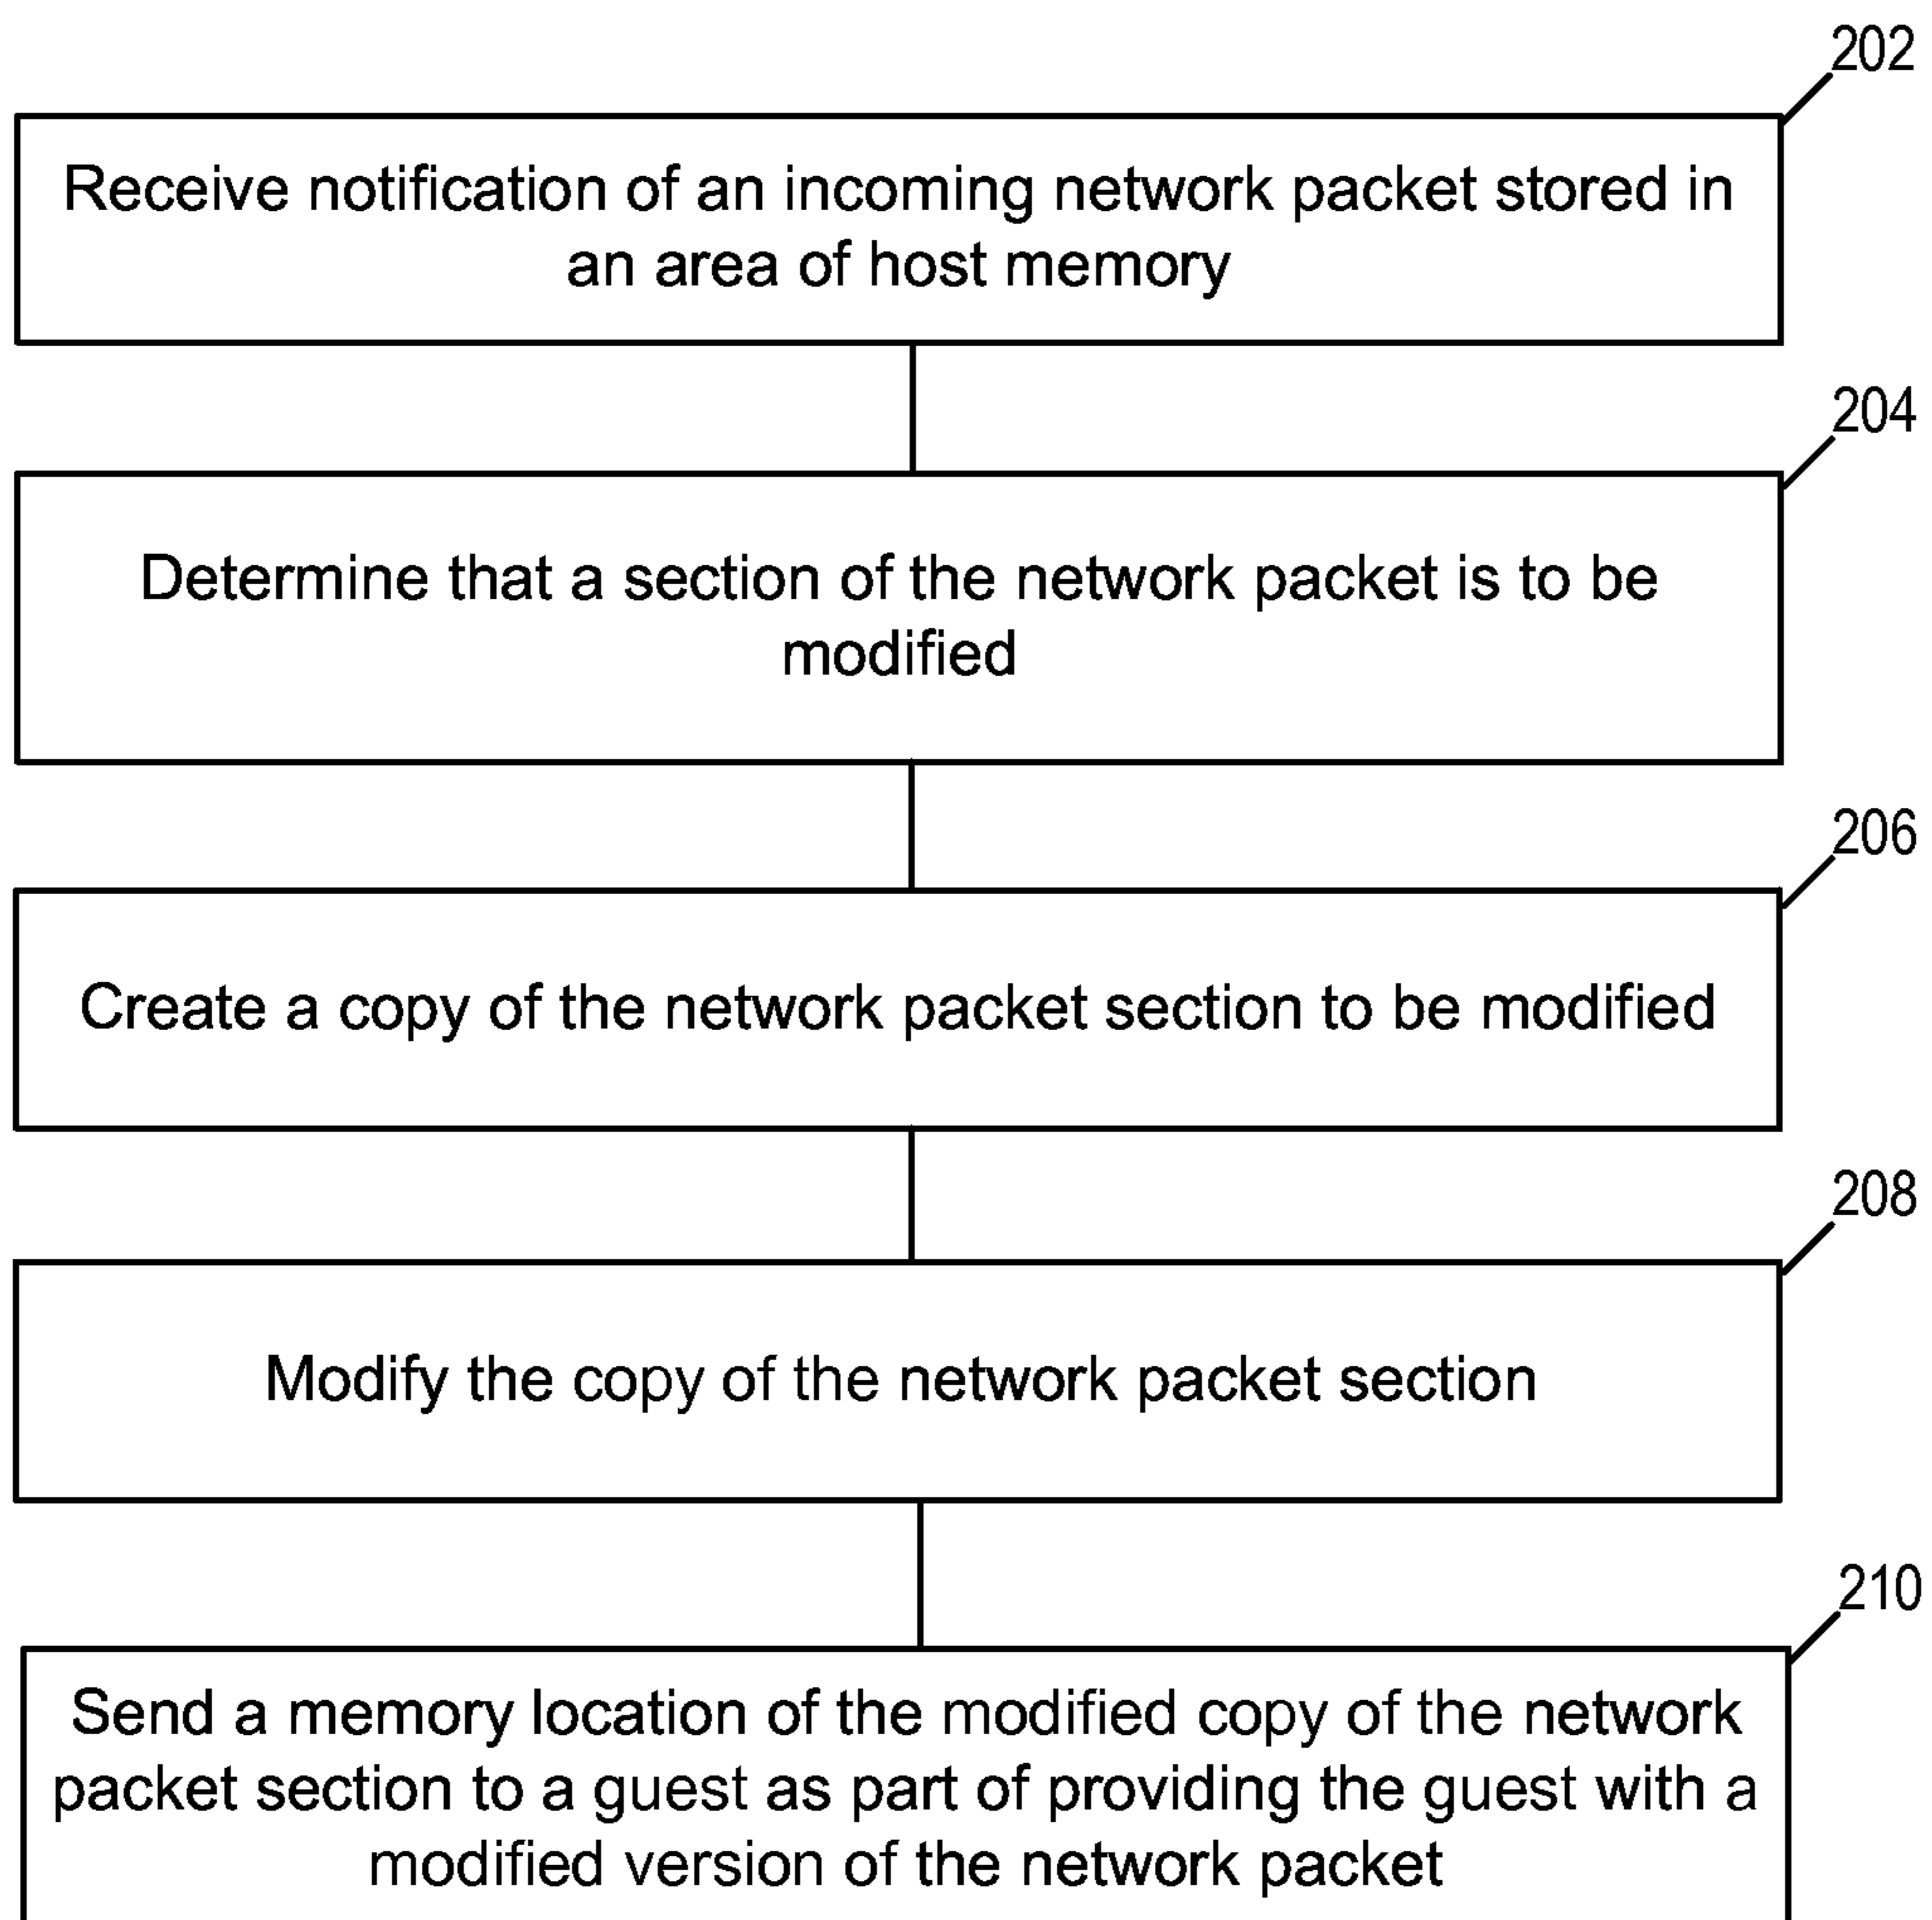 202
Receive notification of an incoming network packet stored in
an area of host memory
204
Determine that a section of the network packet is to be
modified
206
Create a copy of the network packet section to be modified
208
Modify the copy of the network packet section
210
Send a memory location of the modified copy of the network
packet section to a guest as part of providing the guest with a
modified version of the network packet